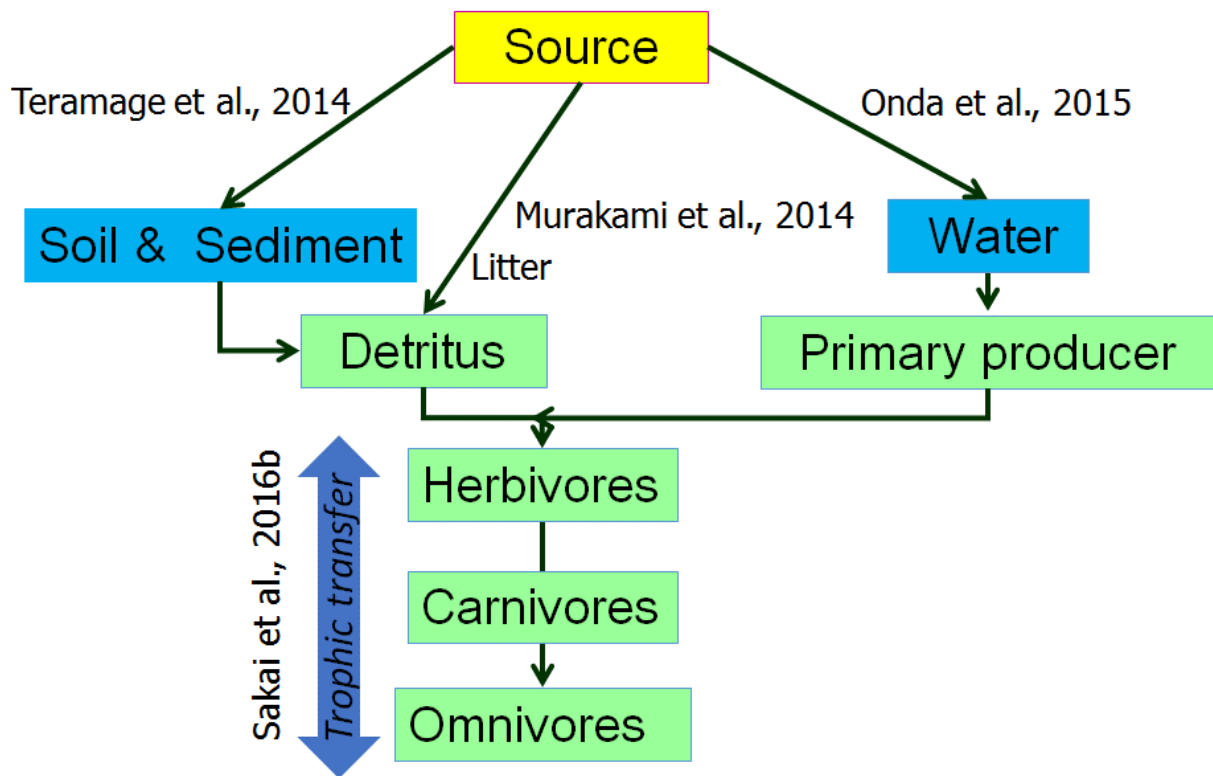 Source
Teramage et al., 2014
Onda et al., 2015
Murakami et al., 2014
Soil & Sediment
Water
Litter
Detritus
Primary producer
Sakai et al., 2016b
Trophic transfer
Herbivores
Carnivores
Omnivores